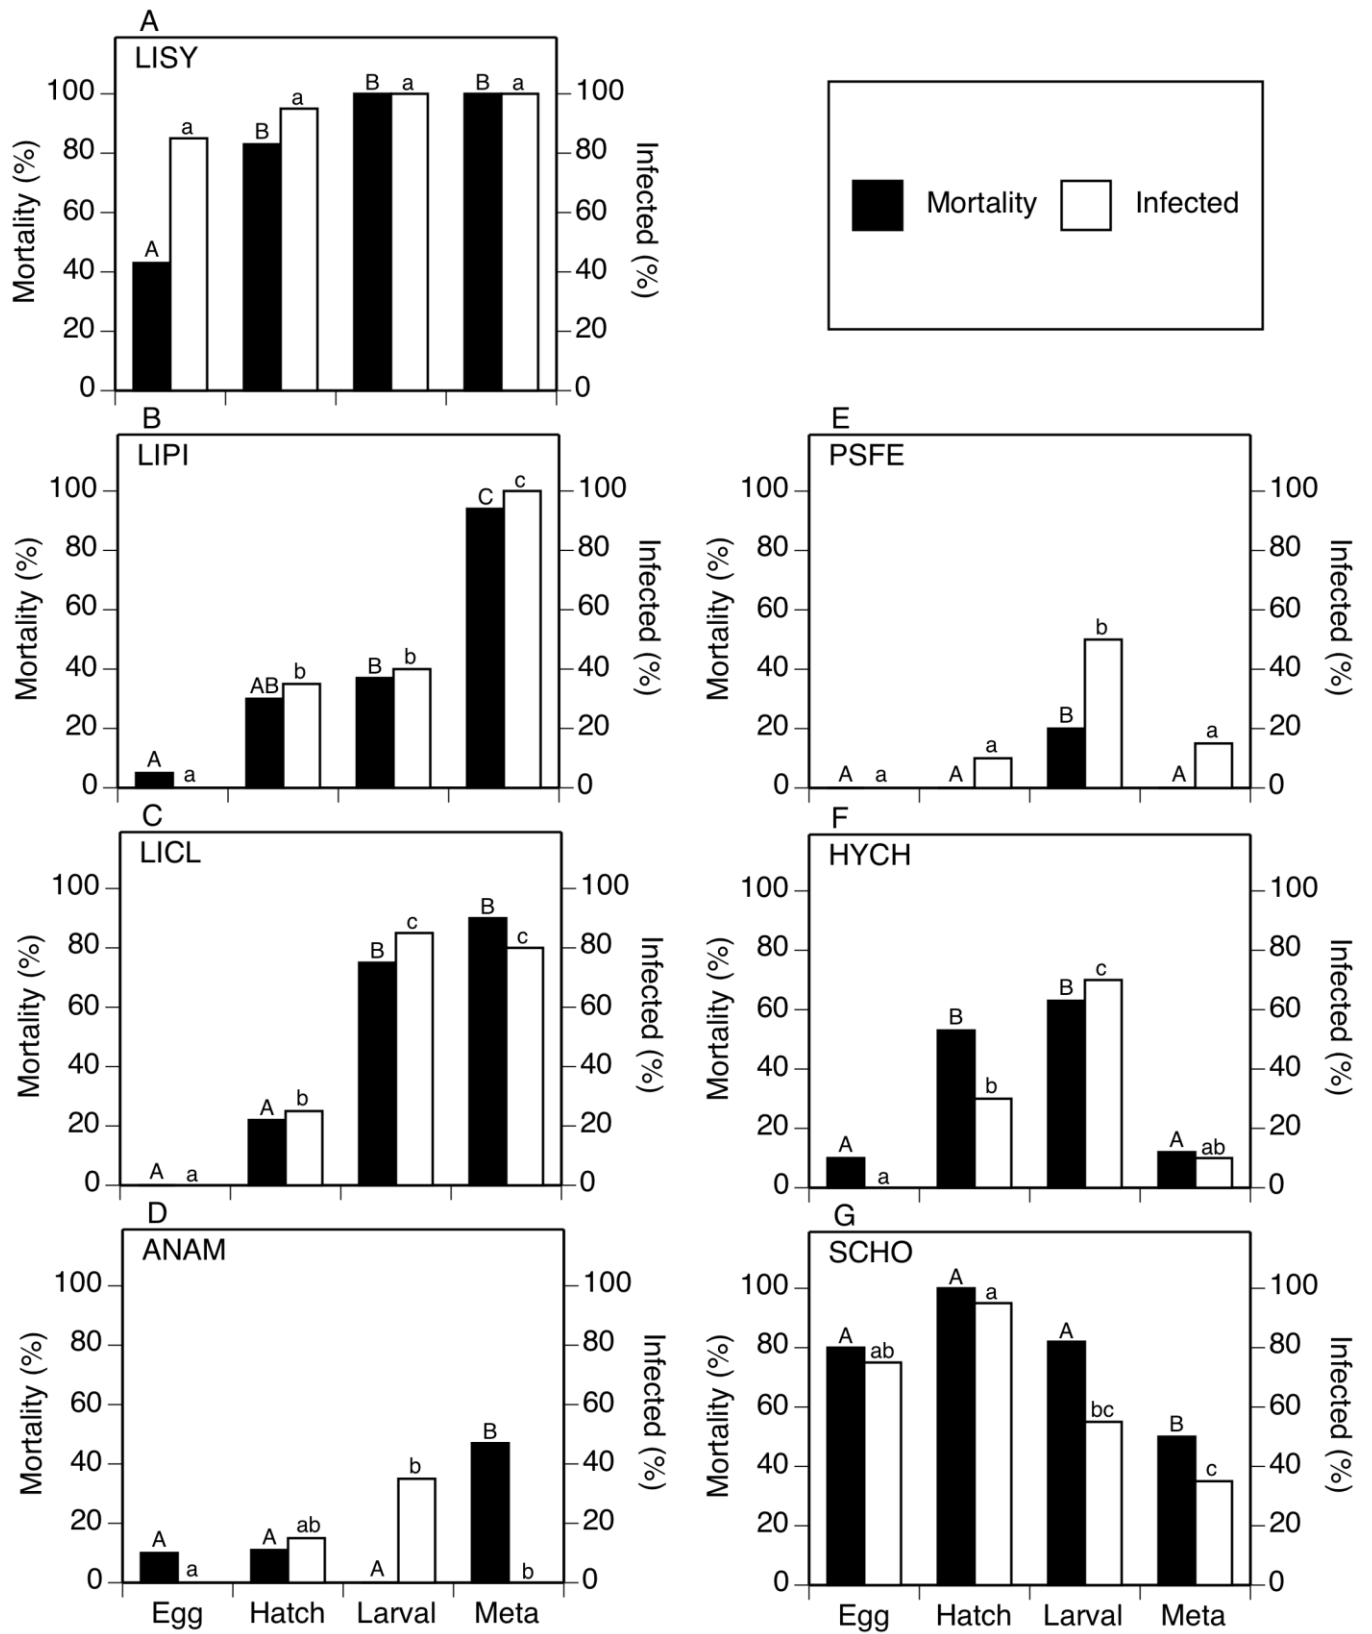 A
LISY
100
80
60
40
20
0
Mortality (%)
A
a
B
a
B
a
B
a
100
80
60
40
20
0
Infected (%)
Mortality
Infected
B
LIPI
100
80
60
40
20
0
Mortality (%)
A
a
AB
b
B
b
C
c
100
80
60
40
20
0
Infected (%)
C
LICL
100
80
60
40
20
0
Mortality (%)
A
a
A
b
B
c
B
c
100
80
60
40
20
0
Infected (%)
D
ANAM
100
80
60
40
20
0
Mortality (%)
A
a
A
ab
A
b
B
b
100
80
60
40
20
0
Infected (%)
Egg
Hatch
Larval
Meta
E
PSFE
100
80
60
40
20
0
Mortality (%)
A
a
A
a
B
b
A
a
100
80
60
40
20
0
Infected (%)
F
HYCH
100
80
60
40
20
0
Mortality (%)
A
a
B
b
B
c
A
ab
100
80
60
40
20
0
Infected (%)
G
SCHO
100
80
60
40
20
0
Mortality (%)
A
ab
A
a
A
bc
B
c
100
80
60
40
20
0
Infected (%)
Egg
Hatch
Larval
Meta